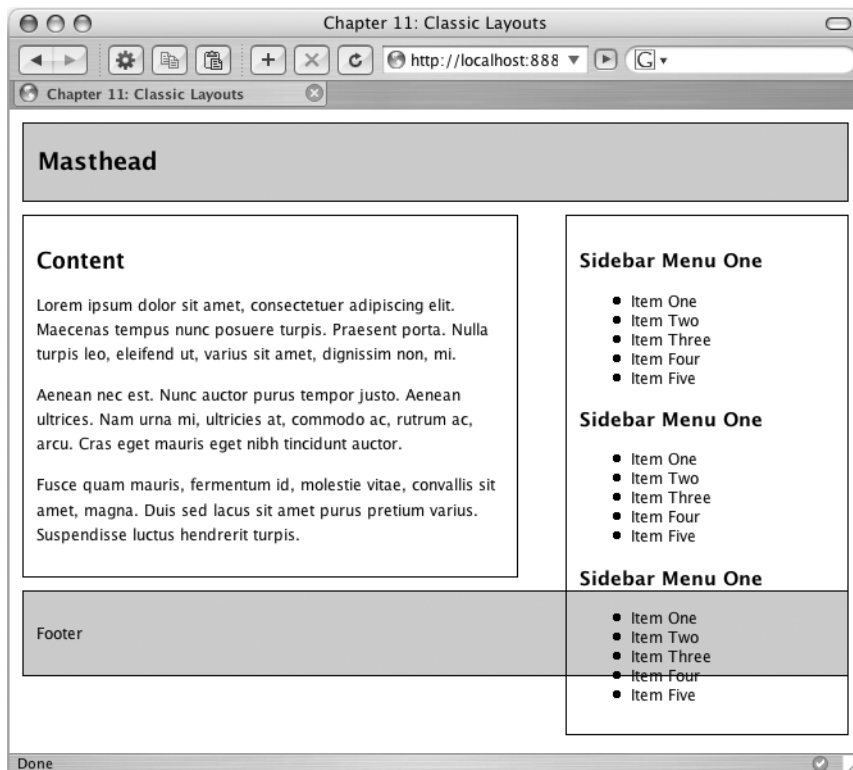 Chapter 11: Classic Layouts
http://localhost:888
G
Chapter 11: Classic Layouts
Masthead
Content
Lorem ipsum dolor sit amet, consectetuer adipiscing elit.
Maecenas tempus nunc posuere turpis. Praesent porta. Nulla
turpis leo, eleifend ut, varius sit amet, dignissim non, mi.
Aenean nec est. Nunc auctor purus tempor justo. Aenean
ultrices. Nam urna mi, ultricies at, commodo ac, rutrum ac,
arcu. Cras eget mauris eget nibh tincidunt auctor.
Fusce quam mauris, fermentum id, molestie vitae, convallis sit
amet, magna. Duis sed lacus sit amet purus pretium varius.
Suspendisse luctus hendrerit turpis.
Sidebar Menu One
Item One
Item Two
Item Three
Item Four
Item Five
Sidebar Menu One
Item One
Item Two
Item Three
Item Four
Item Five
Sidebar Menu One
Item One
Item Two
Item Three
Item Four
Item Five
Footer
Done